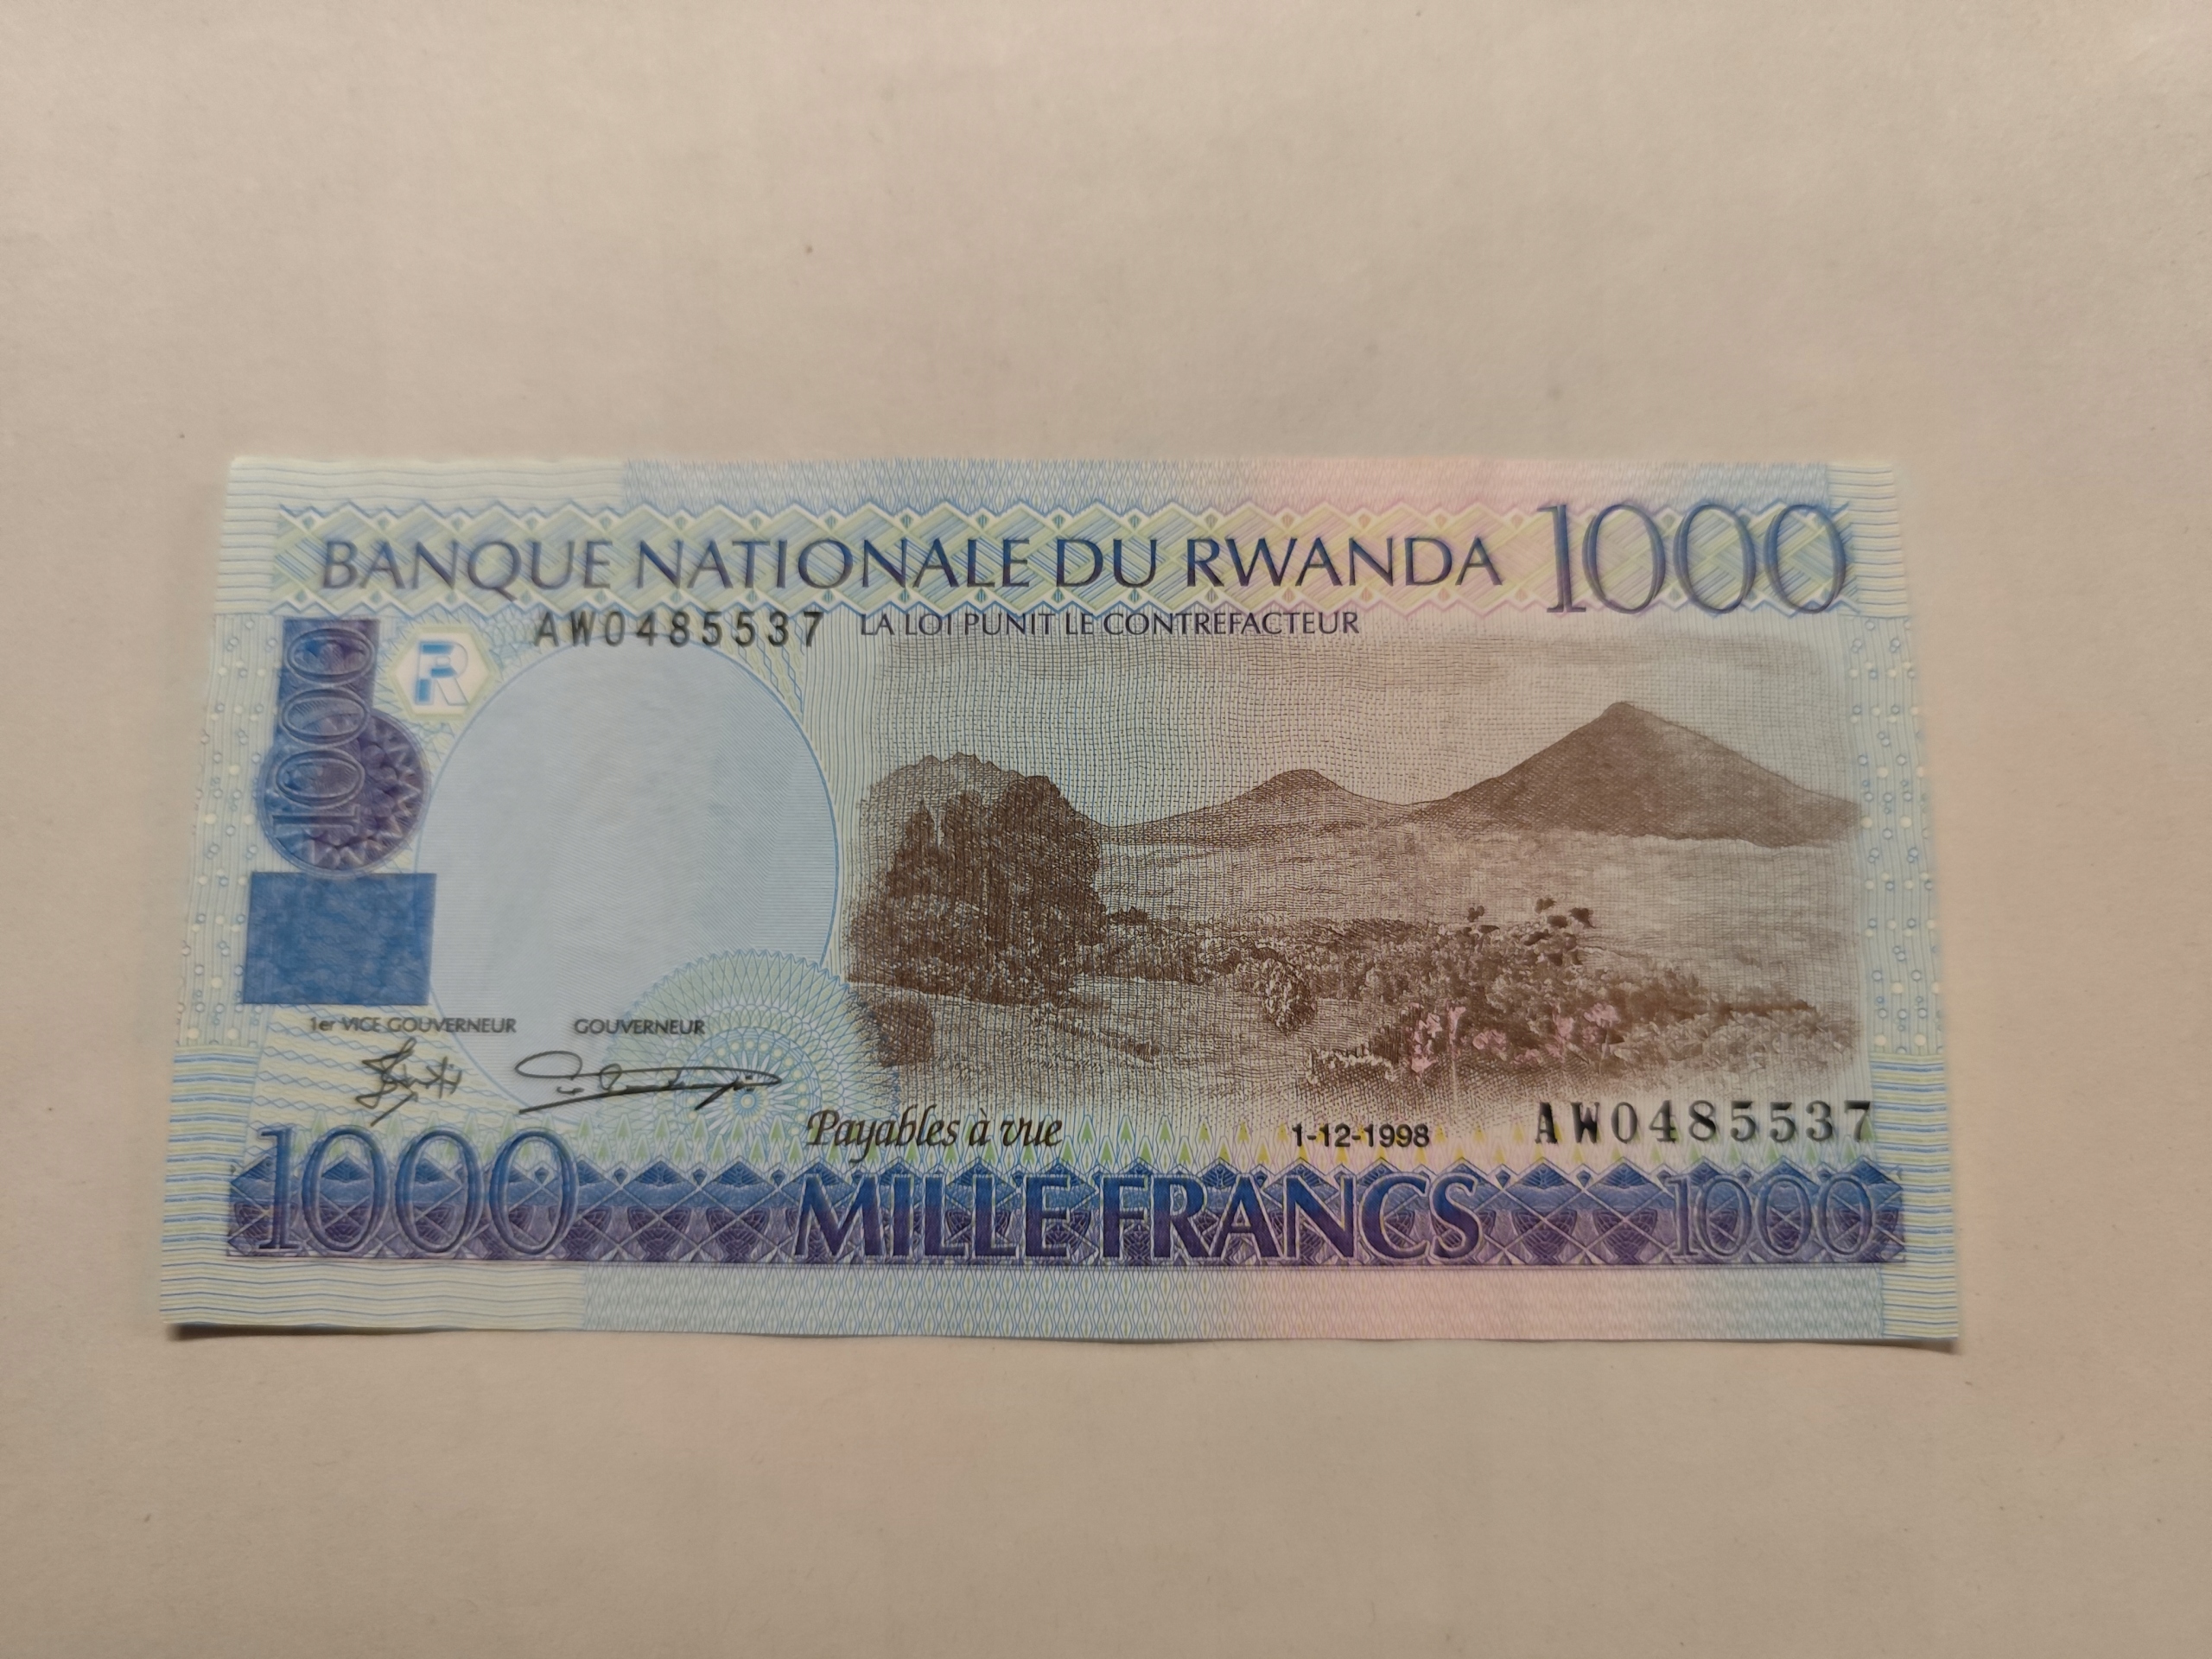 BANQUE NATIONALE DU RWANDA 1000
AW0485537 LA LOI PUNIT LE CONTREFACTEUR
1000
R
1er VICE GOUVERNEUR GOUVERNEUR
Payables à vue 1-12-1998 AW0485537
1000 MILLE FRANCS 1000